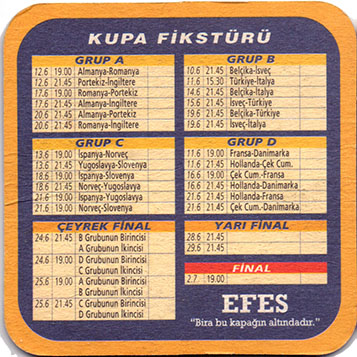 KUPA FİKSTÜRÜ
GRUP A
12.6 19.00 Almanya-Romanya
12.6 21.45 Portekiz-İngiltere
17.6 19.00 Romanya-Portekiz
17.6 21.45 Almanya-İngiltere
20.6 21.45 Portekiz-Almanya
20.6 21.45 Romanya-İngiltere
GRUP B
10.6 21.45 Belçika-İsveç
11.6 15.30 Türkiye-İtalya
14.6 21.45 Belçika-İtalya
15.6 21.45 İsveç-Türkiye
19.6 21.45 Belçika-Türkiye
19.6 21.45 İsveç-İtalya
GRUP C
13.6 19.00 İspanya-Norveç
13.6 21.45 Yugoslavya-Slovenya
18.6 19.00 İspanya-Slovenya
18.6 21.45 Norveç-Yugoslavya
21.6 19.00 İspanya-Yugoslavya
21.6 19.00 Norveç-Slovenya
GRUP D
11.6 19.00 Fransa-Danimarka
11.6 21.45 Hollanda-Çek Cum.
16.6 19.00 Çek Cum.-Fransa
16.6 21.45 Hollanda-Danimarka
21.6 21.45 Hollanda-Fransa
21.6 21.45 Çek Cum.-Danimarka
ÇEYREK FİNAL
24.6 21.45 B Grubunun Birincisi
A Grubunun İkincisi
24.6 19.00 D Grubunun Birincisi
C Grubunun İkincisi
25.6 19.00 A Grubunun Birincisi
B Grubunun İkincisi
25.6 21.45 C Grubunun Birincisi
D Grubunun İkincisi
YARI FİNAL
28.6 21.45
29.6 21.45
FİNAL
2.7 19.00
EFES
"Bira bu kapağın altındadır."